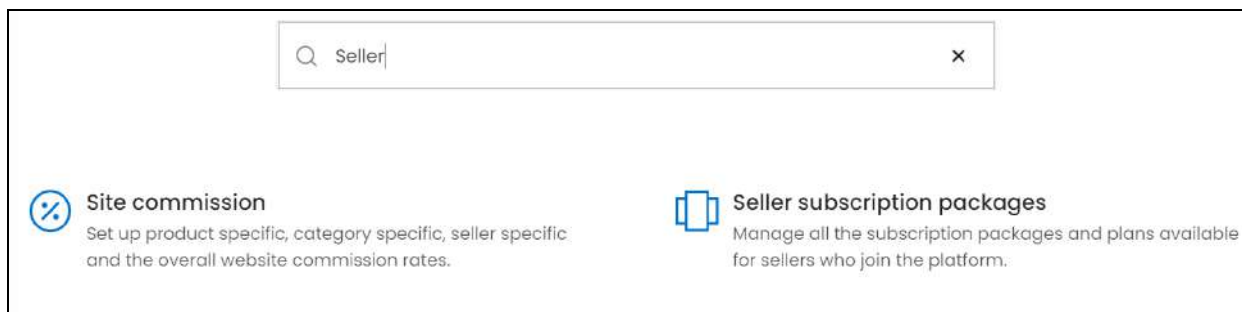 Seller
Site commission
Set up product specific, category specific, seller specific
and the overall website commission rates.
Seller subscription packages
Manage all the subscription packages and plans available
for sellers who join the platform.